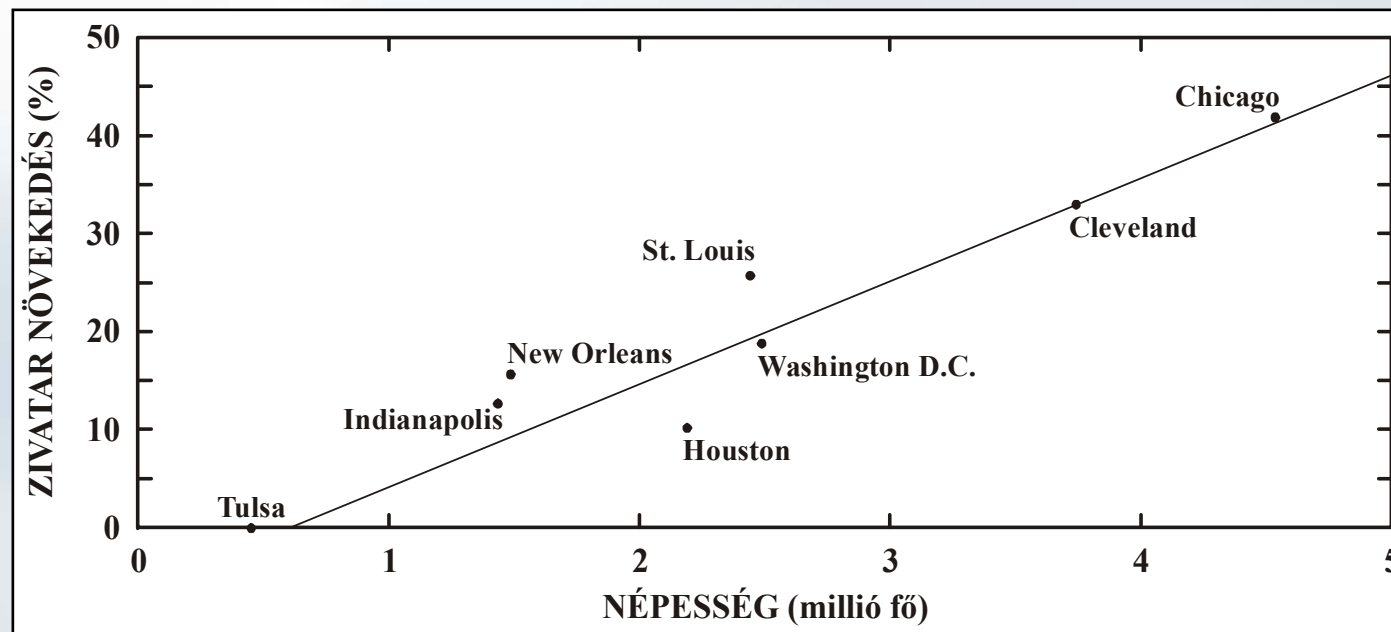 50
40
30
20
10
0
ZIVATAR NÖVEKEDÉS (%)
Chicago
Cleveland
St. Louis
New Orleans
Washington D.C.
Indianapolis
Houston
Tulsa
0 1 2 3 4 5
NÉPESSÉG (millió fő)